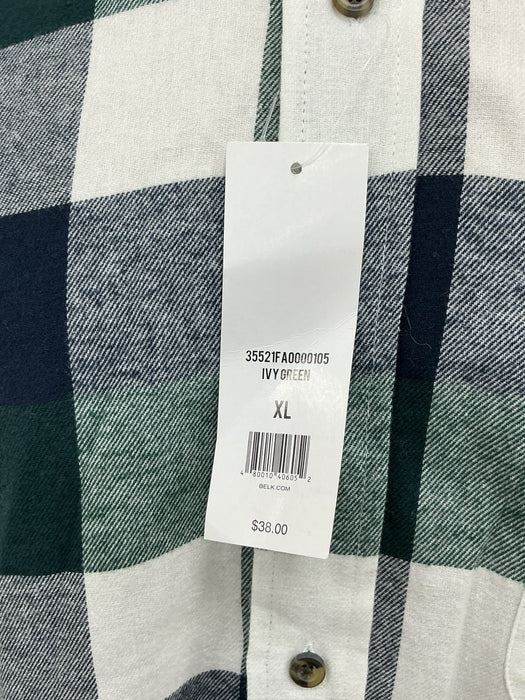 35521FA0000105
IVY GREEN
XL
4 80010 40605 2
BELK.COM
$38.00